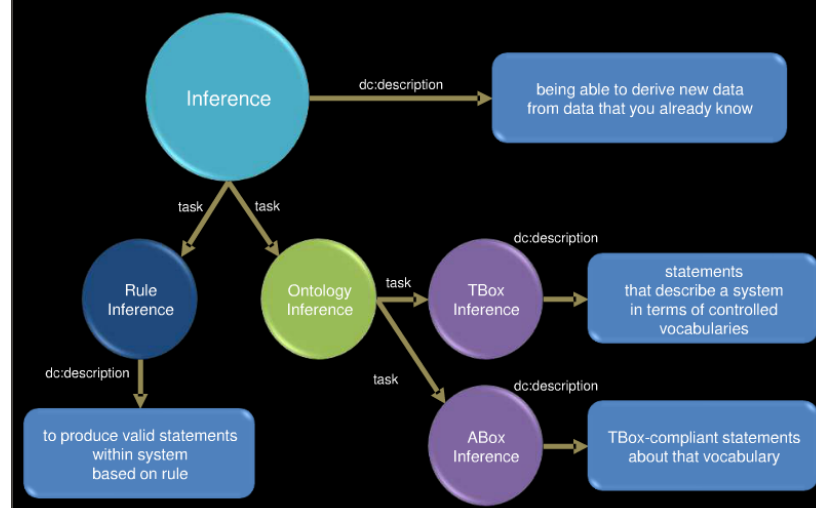 Inference
dc:description
being able to derive new data
from data that you already know
task
task
Rule
Inference
Ontology
Inference
task
TBox
Inference
dc:description
statements
that describe a system
in terms of controlled
vocabularies
dc:description
task
to produce valid statements
within system
based on rule
ABox
Inference
dc:description
TBox-compliant statements
about that vocabulary